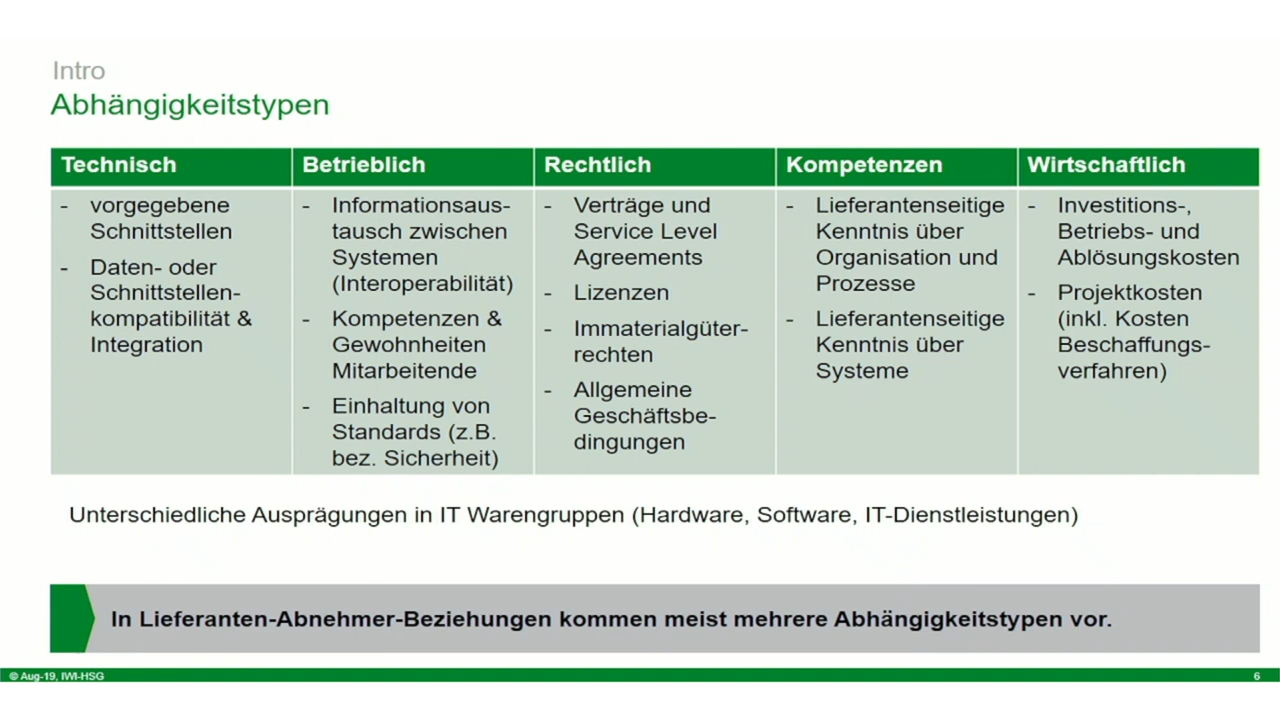 Intro
Abhängigkeitstypen
Technisch
- vorgegebene
Schnittstellen
- Daten- oder
Schnittstellen-
kompatibilität &
Integration
Betrieblich
- Informationsaus-
tausch zwischen
Systemen
(Interoperabilität)
- Kompetenzen &
Gewohnheiten
Mitarbeitende
- Einhaltung von
Standards (z.B.
bez. Sicherheit)
Rechtlich
- Verträge und
Service Level
Agreements
- Lizenzen
- Immaterialgüter-
rechten
- Allgemeine
Geschäftsbe-
dingungen
Kompetenzen
- Lieferantenseitige
Kenntnis über
Organisation und
Prozesse
- Lieferantenseitige
Kenntnis über
Systeme
Wirtschaftlich
- Investitions-,
Betriebs- und
Ablösungskosten
- Projektkosten
(inkl. Kosten
Beschaffungs-
verfahren)
Unterschiedliche Ausprägungen in IT Warengruppen (Hardware, Software, IT-Dienstleistungen)
In Lieferanten-Abnehmer-Beziehungen kommen meist mehrere Abhängigkeitstypen vor.
© Aug-19, IWI-HSG
6